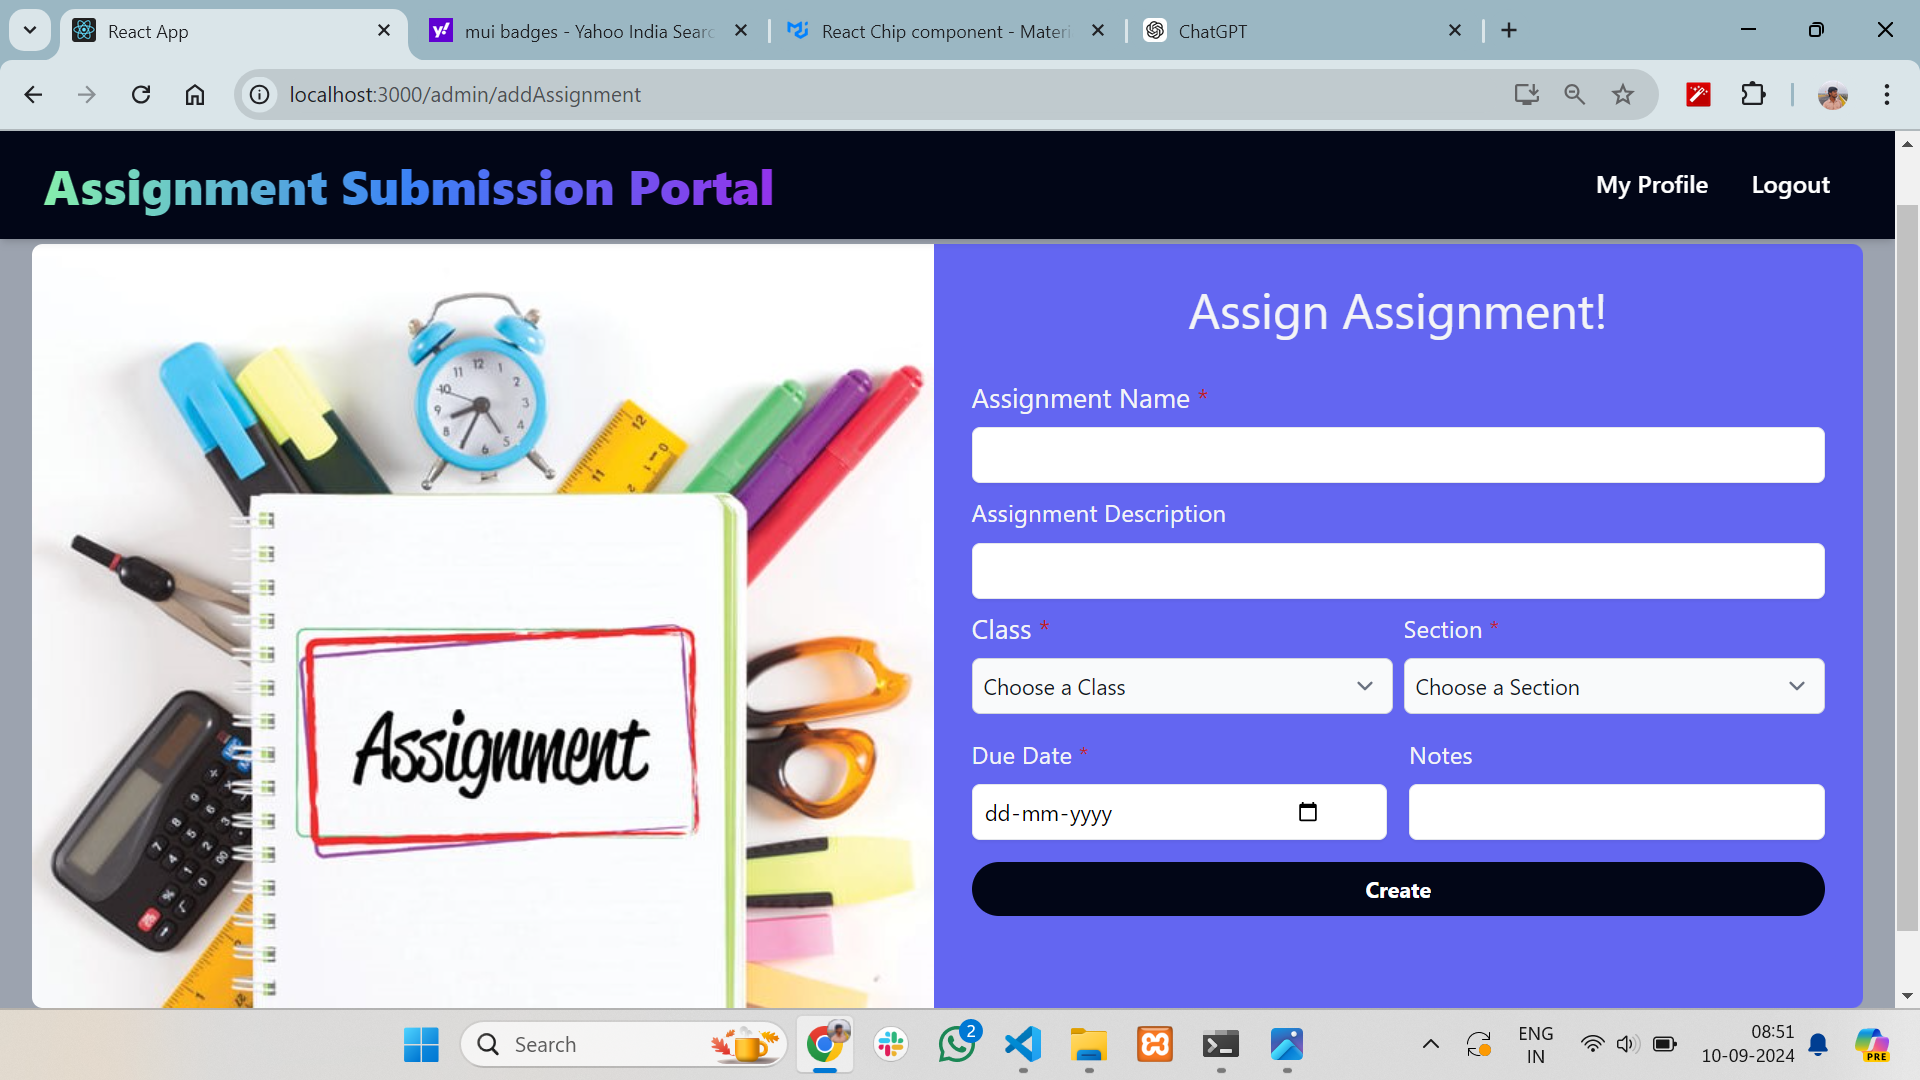 React App
mui badges - Yahoo India Searc
React Chip component - Materi
ChatGPT
localhost:3000/admin/addAssignment
Assignment Submission Portal
My Profile
Logout
Assign Assignment!
Assignment Name *
Assignment Description
Class *
Section *
Choose a Class
Choose a Section
Due Date *
Notes
dd-mm-yyyy
Create
Assignment
Search
2
ENG
IN
08:51
10-09-2024
PRE